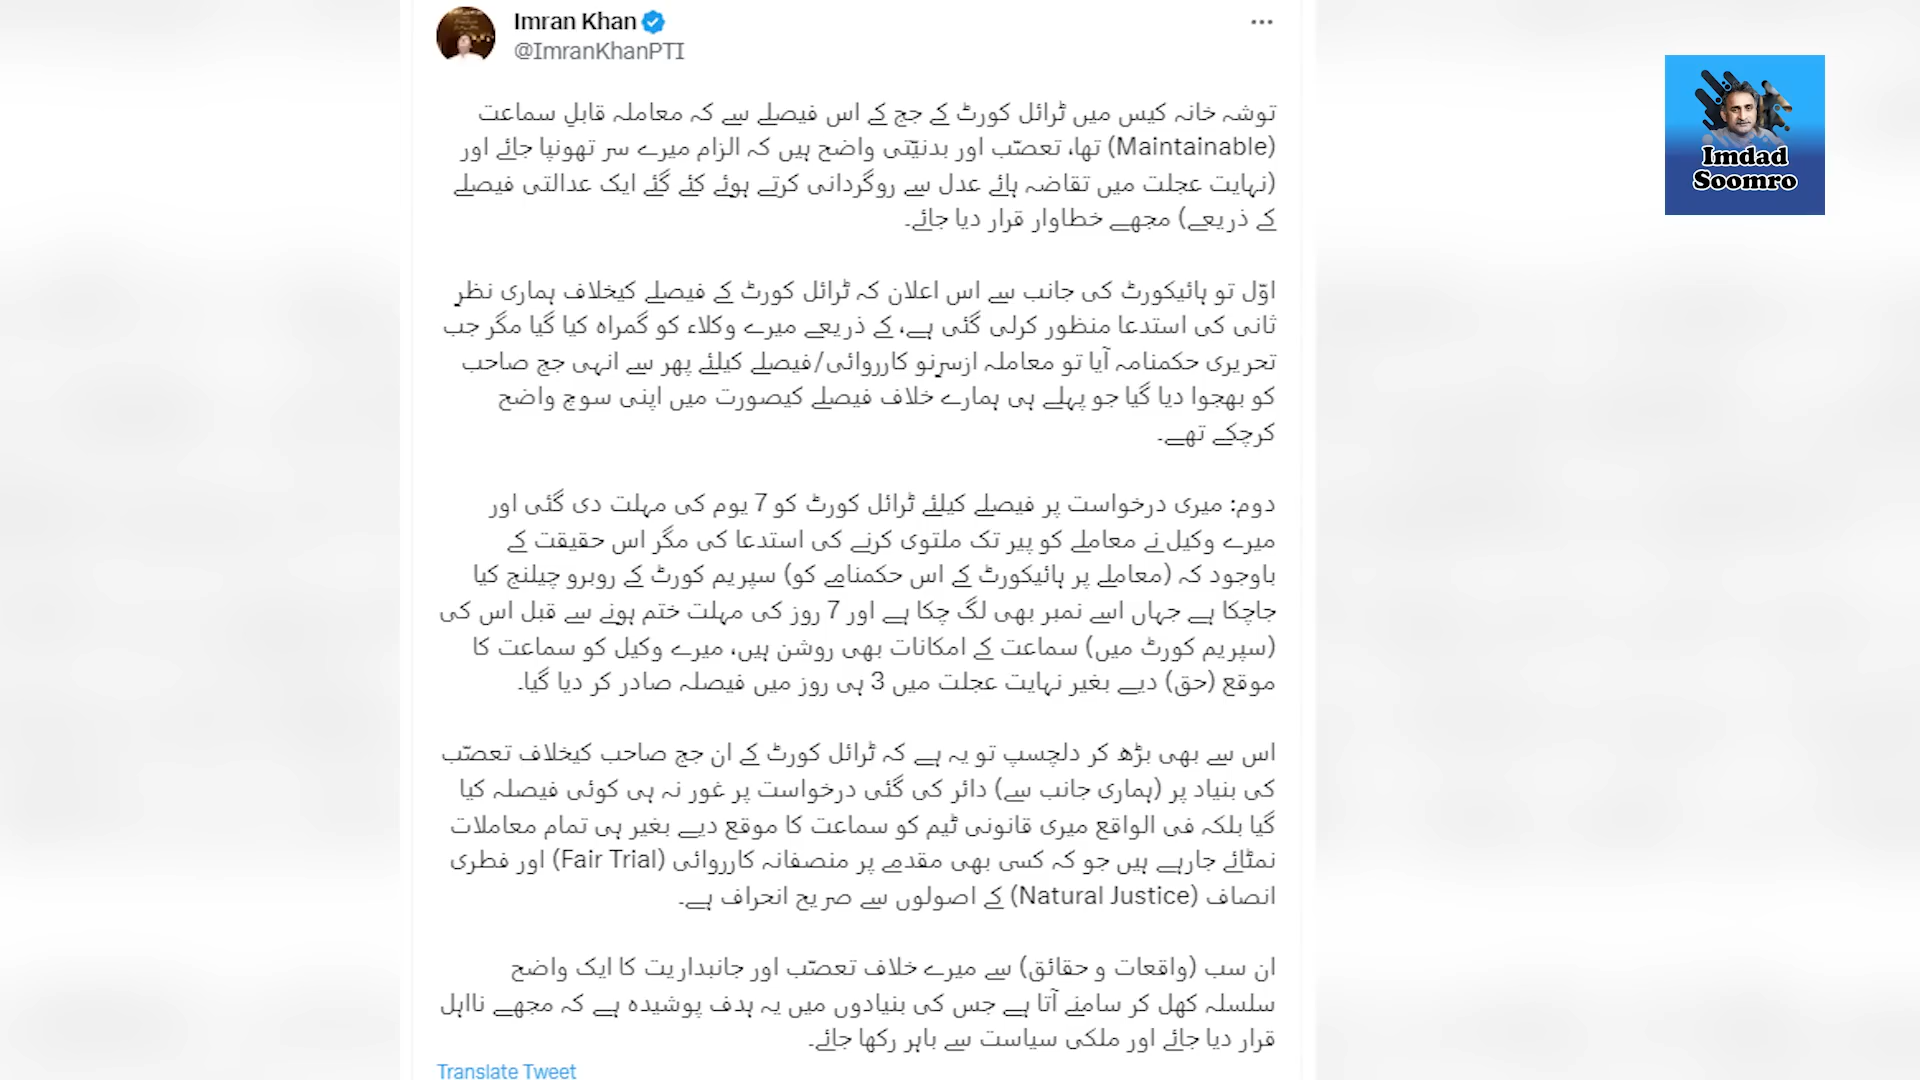 Imran Khan
@ImranKhanPTI
توشہ خانہ کیس میں ٹرائل کورٹ کے جج کے اس فیصلے سے کہ معاملہ قابلِ سماعت
(Maintainable) تھا، تعصّب اور بدنیّتی واضح ہیں کہ الزام میرے سر تھونپا جائے اور
(نہایت عجلت میں تقاضہ ہائے عدل سے روگردانی کرتے ہوئے کئے گئے ایک عدالتی فیصلے
کے ذریعے) مجھے خطاوار قرار دیا جائے۔
اوّل تو ہائیکورٹ کی جانب سے اس اعلان کہ ٹرائل کورٹ کے فیصلے کیخلاف ہماری نظرِ
ثانی کی استدعا منظور کرلی گئی ہے، کے ذریعے میرے وکلاء کو گمراہ کیا گیا مگر جب
تحریری حکمنامہ آیا تو معاملہ ازسرِنو کارروائی/فیصلے کیلئے پھر سے انہی جج صاحب
کو بھجوا دیا گیا جو پہلے ہی ہمارے خلاف فیصلے کیصورت میں اپنی سوچ واضح
کرچکے تھے۔
دوم: میری درخواست پر فیصلے کیلئے ٹرائل کورٹ کو 7 یوم کی مہلت دی گئی اور
میرے وکیل نے معاملے کو پیر تک ملتوی کرنے کی استدعا کی مگر اس حقیقت کے
باوجود کہ (معاملے پر ہائیکورٹ کے اس حکمنامے کو) سپریم کورٹ کے روبرو چیلنج کیا
جاچکا ہے جہاں اسے نمبر بھی لگ چکا ہے اور 7 روز کی مہلت ختم ہونے سے قبل اس کی
(سپریم کورٹ میں) سماعت کے امکانات بھی روشن ہیں، میرے وکیل کو سماعت کا
موقع (حق) دیے بغیر نہایت عجلت میں 3 ہی روز میں فیصلہ صادر کر دیا گیا۔
اس سے بھی بڑھ کر دلچسپ تو یہ ہے کہ ٹرائل کورٹ کے ان جج صاحب کیخلاف تعصّب
کی بنیاد پر (ہماری جانب سے) دائر کی گئی درخواست پر غور نہ ہی کوئی فیصلہ کیا
گیا بلکہ فی الواقع میری قانونی ٹیم کو سماعت کا موقع دیے بغیر ہی تمام معاملات
نمٹائے جارہے ہیں جو کہ کسی بھی مقدمے پر منصفانہ کارروائی (Fair Trial) اور فطری
انصاف (Natural Justice) کے اصولوں سے صریح انحراف ہے۔
ان سب (واقعات و حقائق) سے میرے خلاف تعصّب اور جانبداریت کا ایک واضح
سلسلہ کھل کر سامنے آتا ہے جس کی بنیادوں میں یہ ہدف پوشیدہ ہے کہ مجھے نااہل
قرار دیا جائے اور ملکی سیاست سے باہر رکھا جائے۔
Translate Tweet
Imdad
Soomro